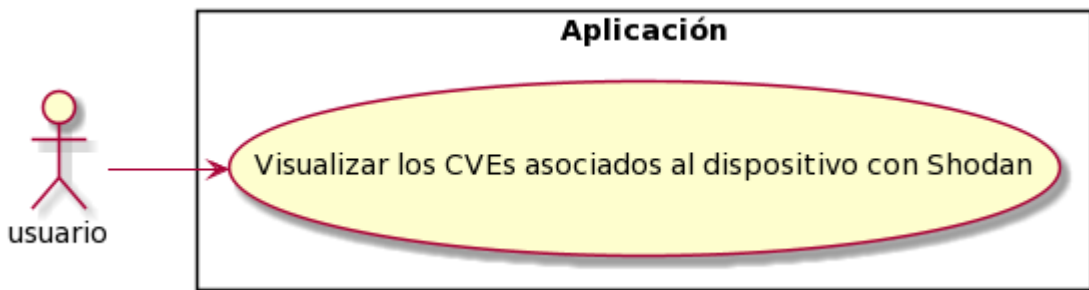 Aplicación
Visualizar los CVEs asociados al dispositivo con Shodan
usuario